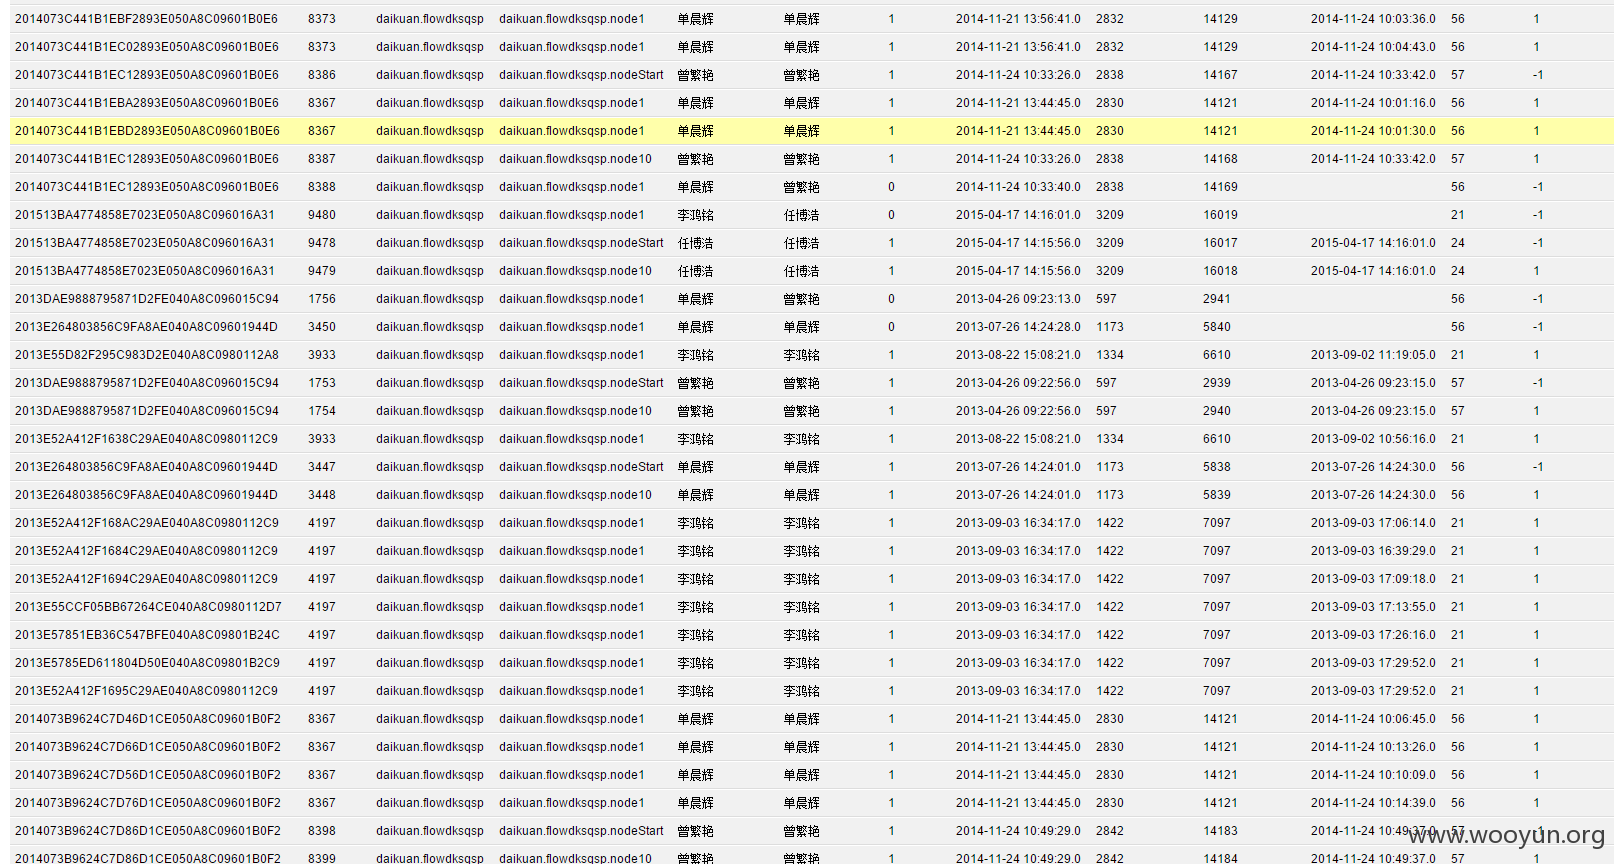 2014073C441B1EBF2893E050A8C09601B0E6 8373 daikuan.flowdksqsp daikuan.flowdksqsp.node1 单晨辉 单晨辉 1 2014-11-21 13:56:41.0 2832 14129 2014-11-24 10:03:36.0 56 1
2014073C441B1EC02893E050A8C09601B0E6 8373 daikuan.flowdksqsp daikuan.flowdksqsp.node1 单晨辉 单晨辉 1 2014-11-21 13:56:41.0 2832 14129 2014-11-24 10:04:43.0 56 1
2014073C441B1EC12893E050A8C09601B0E6 8386 daikuan.flowdksqsp daikuan.flowdksqsp.nodeStart 曾繁艳 曾繁艳 1 2014-11-24 10:33:26.0 2838 14167 2014-11-24 10:33:42.0 57 -1
2014073C441B1EBA2893E050A8C09601B0E6 8367 daikuan.flowdksqsp daikuan.flowdksqsp.node1 单晨辉 单晨辉 1 2014-11-21 13:44:45.0 2830 14121 2014-11-24 10:01:16.0 56 1
2014073C441B1EBD2893E050A8C09601B0E6 8367 daikuan.flowdksqsp daikuan.flowdksqsp.node1 单晨辉 单晨辉 1 2014-11-21 13:44:45.0 2830 14121 2014-11-24 10:01:30.0 56 1
2014073C441B1EC12893E050A8C09601B0E6 8387 daikuan.flowdksqsp daikuan.flowdksqsp.node10 曾繁艳 曾繁艳 1 2014-11-24 10:33:26.0 2838 14168 2014-11-24 10:33:42.0 57 1
2014073C441B1EC12893E050A8C09601B0E6 8388 daikuan.flowdksqsp daikuan.flowdksqsp.node1 单晨辉 曾繁艳 0 2014-11-24 10:33:40.0 2838 14169 56 -1
201513BA4774858E7023E050A8C096016A31 9480 daikuan.flowdksqsp daikuan.flowdksqsp.node1 李鸿铭 任博浩 0 2015-04-17 14:16:01.0 3209 16019 21 -1
201513BA4774858E7023E050A8C096016A31 9478 daikuan.flowdksqsp daikuan.flowdksqsp.nodeStart 任博浩 任博浩 1 2015-04-17 14:15:56.0 3209 16017 2015-04-17 14:16:01.0 24 -1
201513BA4774858E7023E050A8C096016A31 9479 daikuan.flowdksqsp daikuan.flowdksqsp.node10 任博浩 任博浩 1 2015-04-17 14:15:56.0 3209 16018 2015-04-17 14:16:01.0 24 1
2013DAE9888795871D2FE040A8C096015C94 1756 daikuan.flowdksqsp daikuan.flowdksqsp.node1 单晨辉 曾繁艳 0 2013-04-26 09:23:13.0 597 2941 56 -1
2013E264803856C9FA8AE040A8C09601944D 3450 daikuan.flowdksqsp daikuan.flowdksqsp.node1 单晨辉 单晨辉 0 2013-07-26 14:24:28.0 1173 5840 56 -1
2013E55D82F295C983D2E040A8C0980112A8 3933 daikuan.flowdksqsp daikuan.flowdksqsp.node1 李鸿铭 李鸿铭 1 2013-08-22 15:08:21.0 1334 6610 2013-09-02 11:19:05.0 21 1
2013DAE9888795871D2FE040A8C096015C94 1753 daikuan.flowdksqsp daikuan.flowdksqsp.nodeStart 曾繁艳 曾繁艳 1 2013-04-26 09:22:56.0 597 2939 2013-04-26 09:23:15.0 57 -1
2013DAE9888795871D2FE040A8C096015C94 1754 daikuan.flowdksqsp daikuan.flowdksqsp.node10 曾繁艳 曾繁艳 1 2013-04-26 09:22:56.0 597 2940 2013-04-26 09:23:15.0 57 1
2013E52A412F1638C29AE040A8C0980112C9 3933 daikuan.flowdksqsp daikuan.flowdksqsp.node1 李鸿铭 李鸿铭 1 2013-08-22 15:08:21.0 1334 6610 2013-09-02 10:56:16.0 21 1
2013E264803856C9FA8AE040A8C09601944D 3447 daikuan.flowdksqsp daikuan.flowdksqsp.nodeStart 单晨辉 单晨辉 1 2013-07-26 14:24:01.0 1173 5838 2013-07-26 14:24:30.0 56 -1
2013E264803856C9FA8AE040A8C09601944D 3448 daikuan.flowdksqsp daikuan.flowdksqsp.node10 单晨辉 单晨辉 1 2013-07-26 14:24:01.0 1173 5839 2013-07-26 14:24:30.0 56 1
2013E52A412F168AC29AE040A8C0980112C9 4197 daikuan.flowdksqsp daikuan.flowdksqsp.node1 李鸿铭 李鸿铭 1 2013-09-03 16:34:17.0 1422 7097 2013-09-03 17:06:14.0 21 1
2013E52A412F1684C29AE040A8C0980112C9 4197 daikuan.flowdksqsp daikuan.flowdksqsp.node1 李鸿铭 李鸿铭 1 2013-09-03 16:34:17.0 1422 7097 2013-09-03 16:39:29.0 21 1
2013E52A412F1694C29AE040A8C0980112C9 4197 daikuan.flowdksqsp daikuan.flowdksqsp.node1 李鸿铭 李鸿铭 1 2013-09-03 16:34:17.0 1422 7097 2013-09-03 17:09:18.0 21 1
2013E55CCF05BB67264CE040A8C0980112D7 4197 daikuan.flowdksqsp daikuan.flowdksqsp.node1 李鸿铭 李鸿铭 1 2013-09-03 16:34:17.0 1422 7097 2013-09-03 17:13:55.0 21 1
2013E57851EB36C547BFE040A8C09801B24C 4197 daikuan.flowdksqsp daikuan.flowdksqsp.node1 李鸿铭 李鸿铭 1 2013-09-03 16:34:17.0 1422 7097 2013-09-03 17:26:16.0 21 1
2013E5785ED611804D50E040A8C09801B2C9 4197 daikuan.flowdksqsp daikuan.flowdksqsp.node1 李鸿铭 李鸿铭 1 2013-09-03 16:34:17.0 1422 7097 2013-09-03 17:29:52.0 21 1
2013E52A412F1695C29AE040A8C0980112C9 4197 daikuan.flowdksqsp daikuan.flowdksqsp.node1 李鸿铭 李鸿铭 1 2013-09-03 16:34:17.0 1422 7097 2013-09-03 17:29:52.0 21 1
2014073B9624C7D46D1CE050A8C09601B0F2 8367 daikuan.flowdksqsp daikuan.flowdksqsp.node1 单晨辉 单晨辉 1 2014-11-21 13:44:45.0 2830 14121 2014-11-24 10:06:45.0 56 1
2014073B9624C7D66D1CE050A8C09601B0F2 8367 daikuan.flowdksqsp daikuan.flowdksqsp.node1 单晨辉 单晨辉 1 2014-11-21 13:44:45.0 2830 14121 2014-11-24 10:13:26.0 56 1
2014073B9624C7D56D1CE050A8C09601B0F2 8367 daikuan.flowdksqsp daikuan.flowdksqsp.node1 单晨辉 单晨辉 1 2014-11-21 13:44:45.0 2830 14121 2014-11-24 10:10:09.0 56 1
2014073B9624C7D76D1CE050A8C09601B0F2 8367 daikuan.flowdksqsp daikuan.flowdksqsp.node1 单晨辉 单晨辉 1 2014-11-21 13:44:45.0 2830 14121 2014-11-24 10:14:39.0 56 1
2014073B9624C7D86D1CE050A8C09601B0F2 8398 daikuan.flowdksqsp daikuan.flowdksqsp.nodeStart 曾繁艳 曾繁艳 1 2014-11-24 10:49:29.0 2842 14183 2014-11-24 10:49:37.0 57 -1
www.wooyun.org
2014073B9624C7D86D1CE050A8C09601B0F2 8399 daikuan.flowdksqsp daikuan.flowdksqsp.node10 曾繁艳 曾繁艳 1 2014-11-24 10:49:29.0 2842 14184 2014-11-24 10:49:37.0 57 1